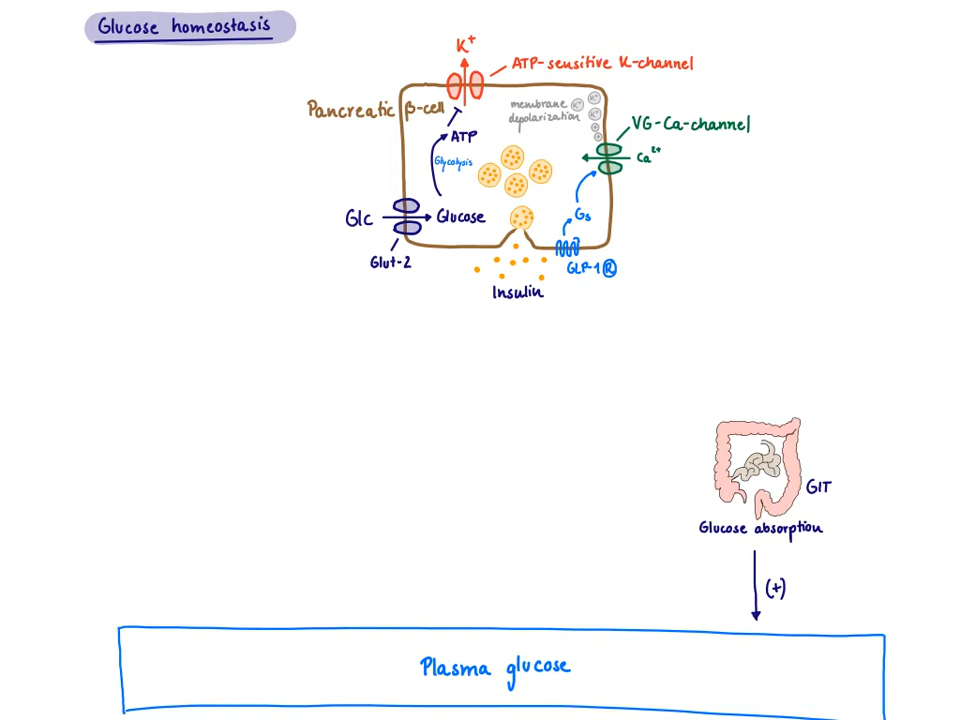 Glucose homeostasis
K+
ATP-sensitive K-channel
Pancreatic β-cell
membrane
depolarization
K+
K+
+
+
VG-Ca-channel
Ca2+
ATP
Glycolysis
Glc
Glucose
Glut-2
Gs
GLP-1 R
Insulin
GIT
Glucose absorption
(+)
Plasma glucose